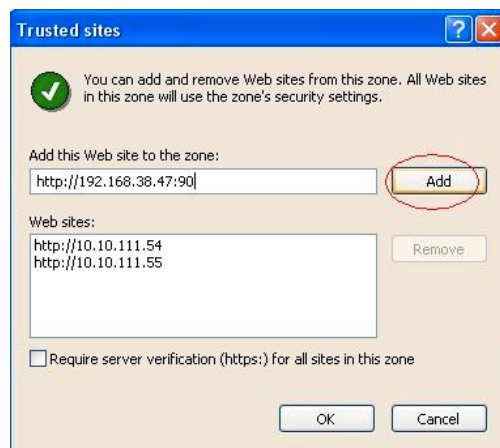 Trusted sites
You can add and remove Web sites from this zone. All Web sites
in this zone will use the zone's security settings.
Add this Web site to the zone:
http://192.168.38.47:90
Add
Web sites:
http://10.10.111.54
http://10.10.111.55
Remove
Require server verification (https:) for all sites in this zone
OK
Cancel